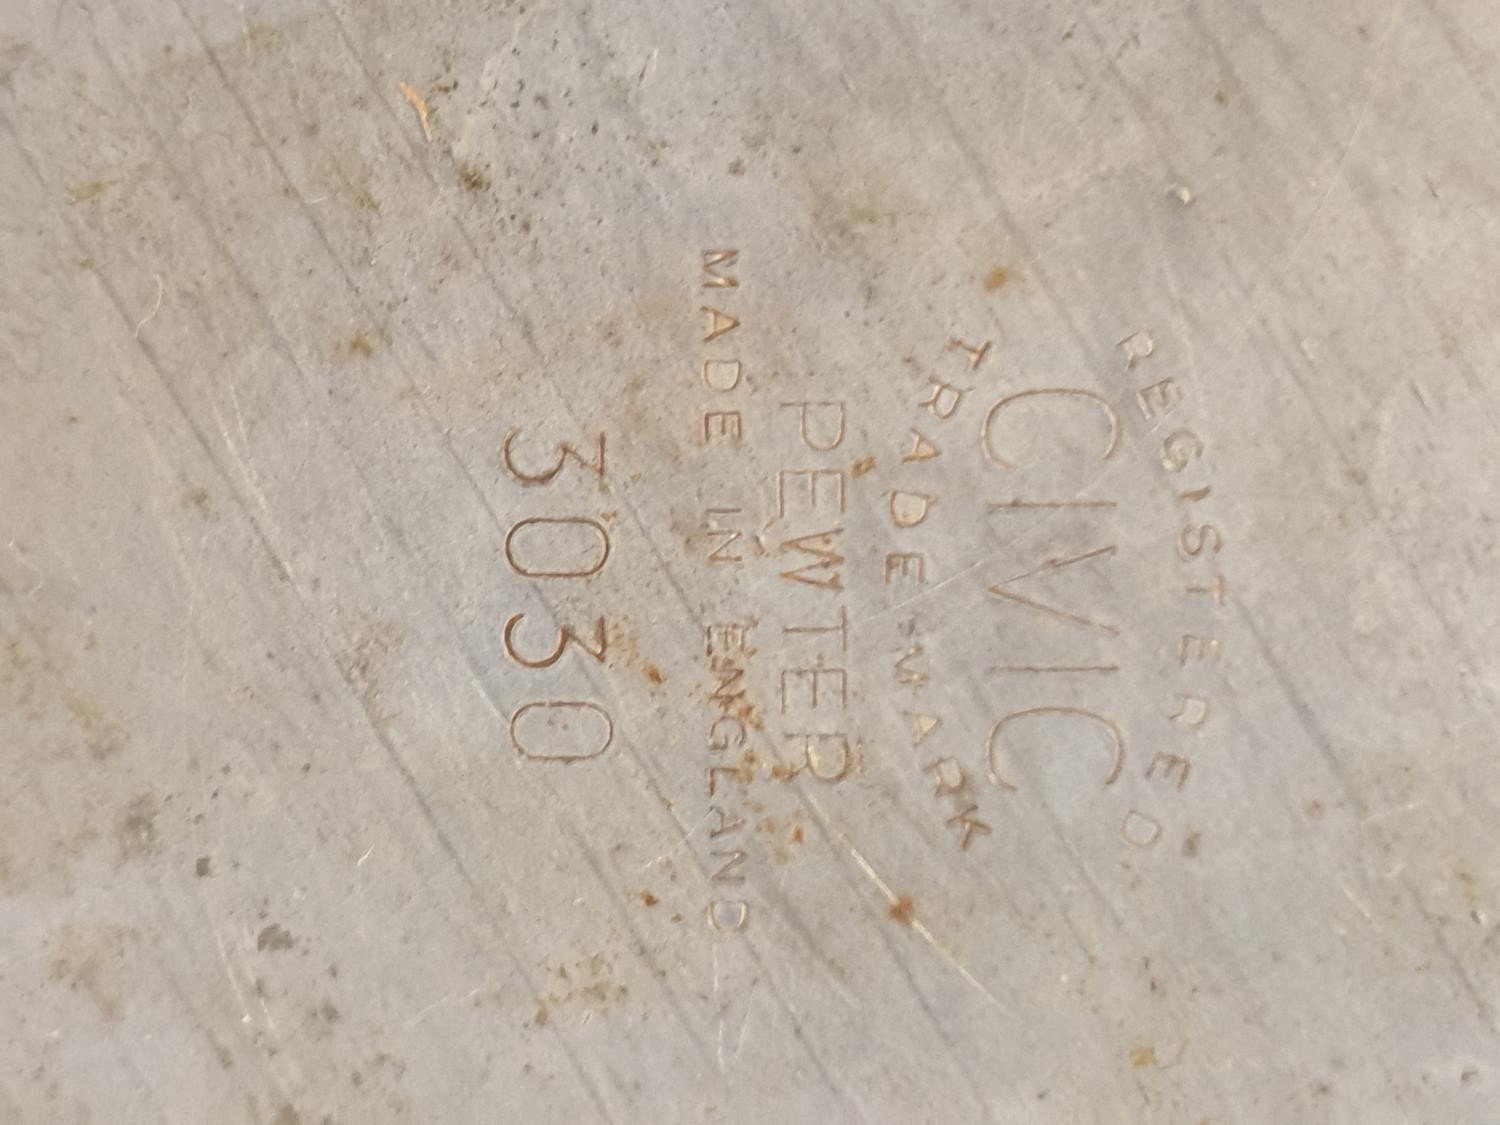 REGISTERED
CIVIC
TRADE MARK
PEWTER
MADE IN ENGLAND
3030